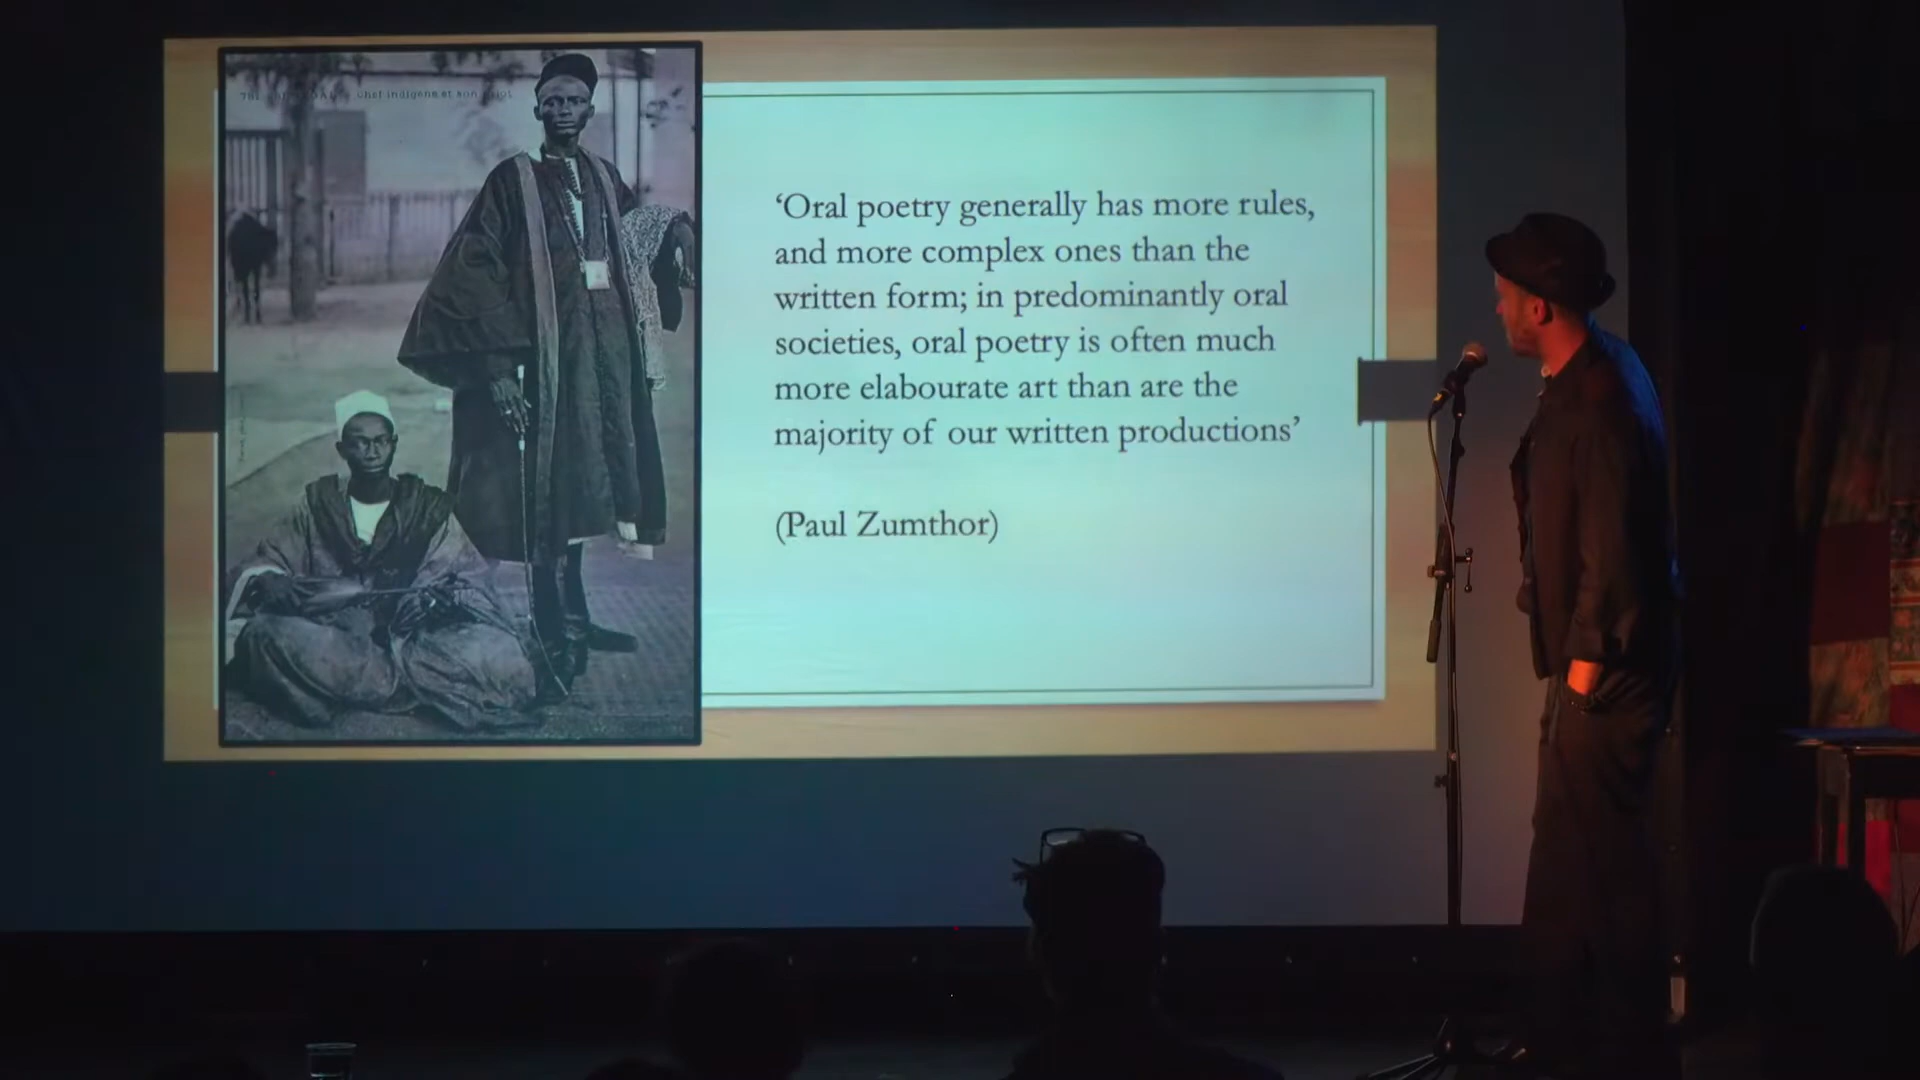 Chef indigène et son griot
‘Oral poetry generally has more rules,
and more complex ones than the
written form; in predominantly oral
societies, oral poetry is often much
more elabourate art than are the
majority of our written productions’
(Paul Zumthor)